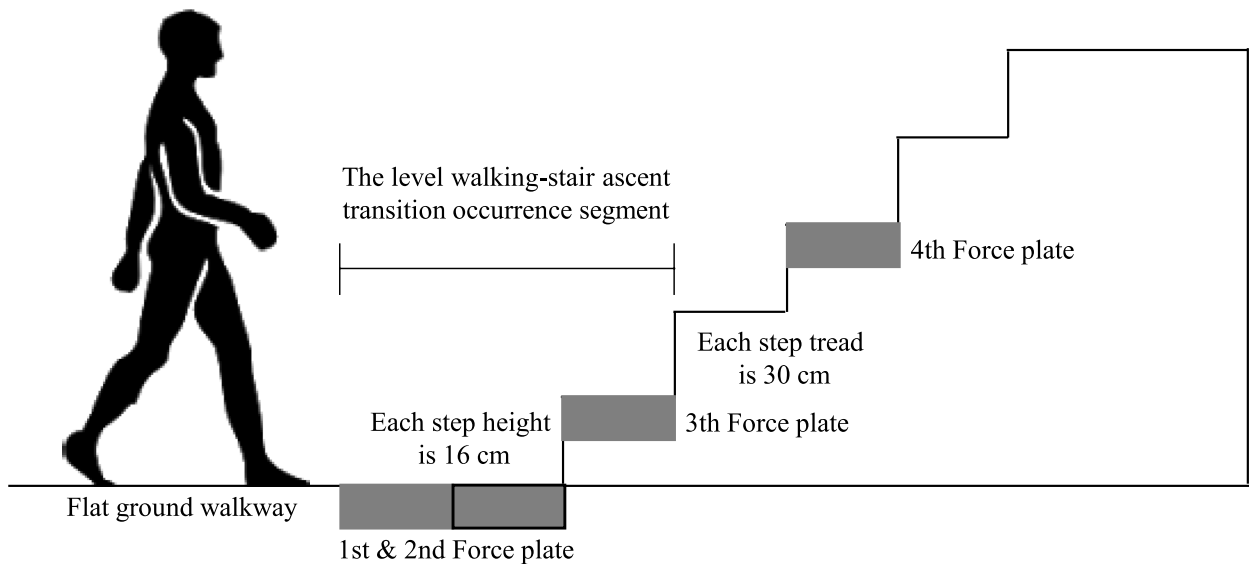 The level walking-stair ascent
transition occurrence segment
4th Force plate
Each step tread
is 30 cm
Each step height
is 16 cm
3th Force plate
Flat ground walkway
1st & 2nd Force plate